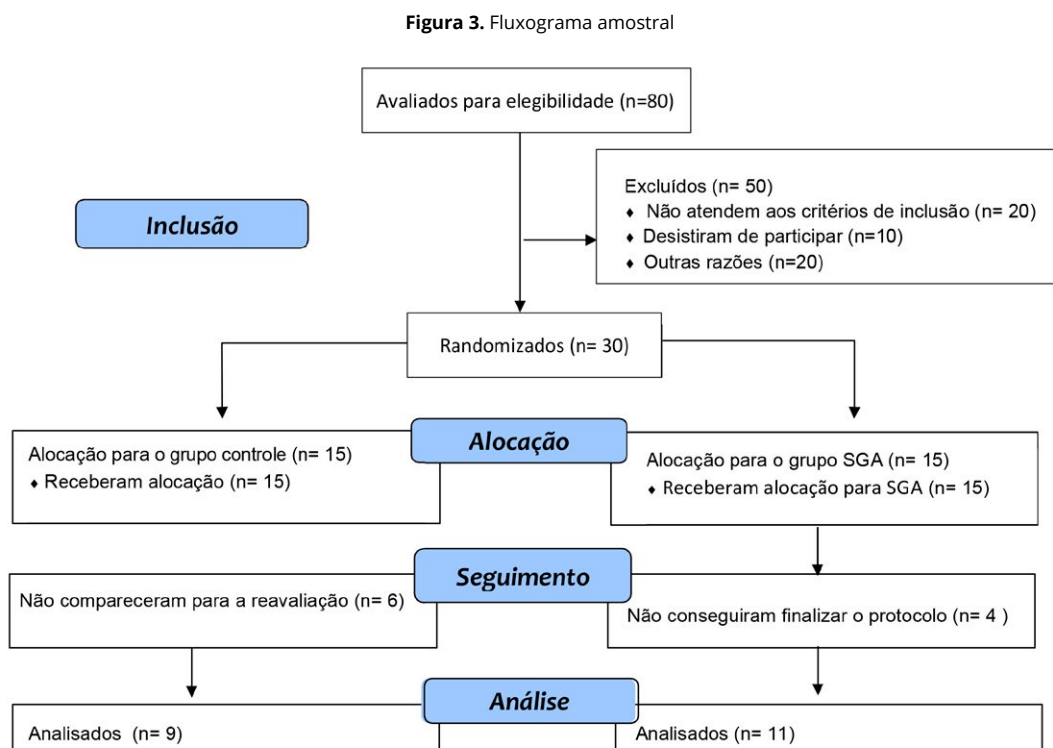 Figura 3. Fluxograma amostral
Avaliados para elegibilidade (n=80)
Excluídos (n= 50)
♦ Não atendem aos critérios de inclusão (n= 20)
♦ Desistiram de participar (n=10)
♦ Outras razões (n=20)
Inclusão
Randomizados (n= 30)
Alocação
Alocação para o grupo controle (n= 15)
♦ Receberam alocação (n= 15)
Alocação para o grupo SGA (n= 15)
♦ Receberam alocação para SGA (n= 15)
Seguimento
Não compareceram para a reavaliação (n= 6)
Não conseguiram finalizar o protocolo (n= 4 )
Análise
Analisados (n= 9)
Analisados (n= 11)